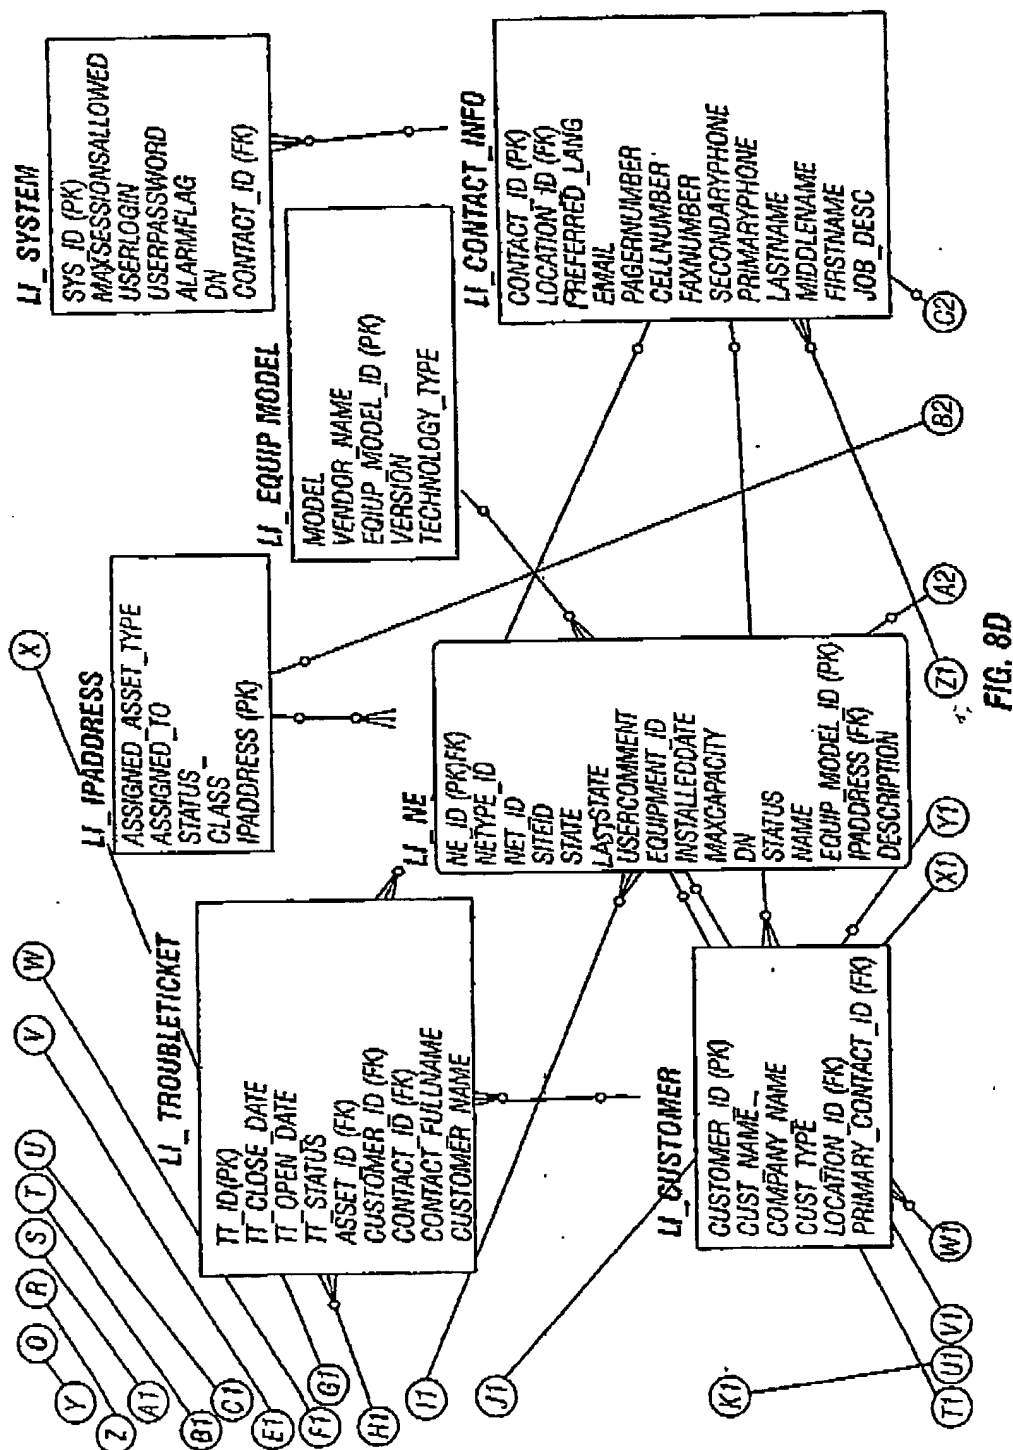 LI_SYSTEM
SYS_ID (PK)
MAXSESSIONSALLOWED
USERLOGIN
USERPASSWORD
ALARMFLAG
DN
CONTACT_ID (FK)
LI_EQUIP MODEL
MODEL
VENDOR_NAME
EQIUP_MODEL_ID (PK)
VERSION
TECHNOLOGY_TYPE
LI_CONTACT_INFO
CONTACT_ID (PK)
LOCATION_ID (FK)
PREFERRED_LANG
EMAIL
PAGERNUMBER
CELLNUMBER
FAXNUMBER
SECONDARYPHONE
PRIMARYPHONE
LASTNAME
MIDDLENAME
FIRSTNAME
JOB_DESC
LI_IPADDRESS
ASSIGNED_ASSET_TYPE
ASSIGNED_TO
STATUS_
CLASS
IPADDRESS (PK)
LI_NE
NE_ID (PK)(FK)
NETYPE_ID
NET_ID
SITEID
STATE
LASTSTATE
USERCOMMENT
EQUIPMENT_ID
INSTALLEDDATE
MAXCAPACITY
DN
STATUS
NAME
EQUIP_MODEL_ID (PK)
IPADDRESS (FK)
DESCRIPTION
LI_TROUBLETICKET
TT_ID(PK)
TT_CLOSE_DATE
TT_OPEN_DATE
TT_STATUS
ASSET_ID (FK)
CUSTOMER_ID (FK)
CONTACT_ID (FK)
CONTACT_FULLNAME
CUSTOMER_NAME
LI_CUSTOMER
CUSTOMER_ID (PK)
CUST_NAME_
COMPANY_NAME
CUST_TYPE
LOCATION_ID (FK)
PRIMARY_CONTACT_ID (FK)
Q
R
S
T
U
V
W
X
Y
Z
A1
B1
C1
E1
F1
G1
H1
I1
J1
K1
T1
U1
V1
W1
X1
Y1
Z1
A2
B2
C2
FIG. 8D